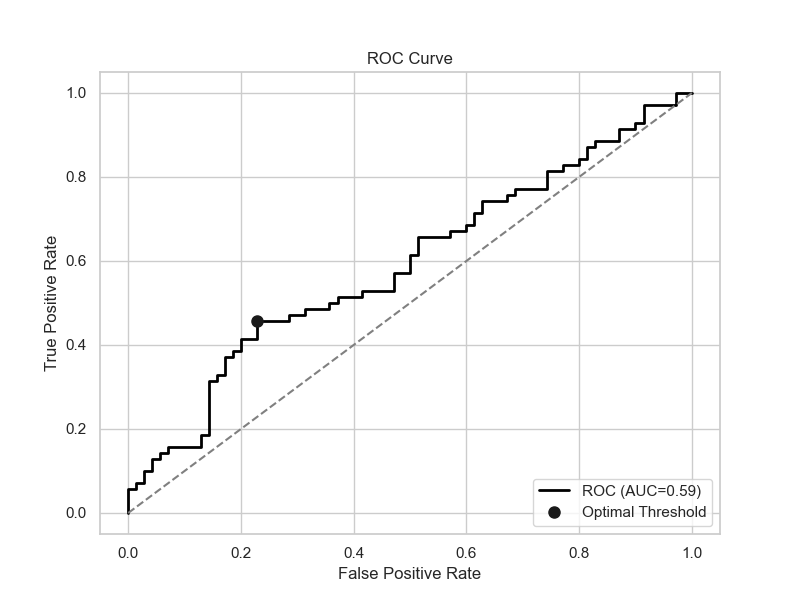 ROC Curve
True Positive Rate
1.0
0.8
0.6
0.4
0.2
0.0
0.0 0.2 0.4 0.6 0.8 1.0
False Positive Rate
ROC (AUC=0.59)
Optimal Threshold